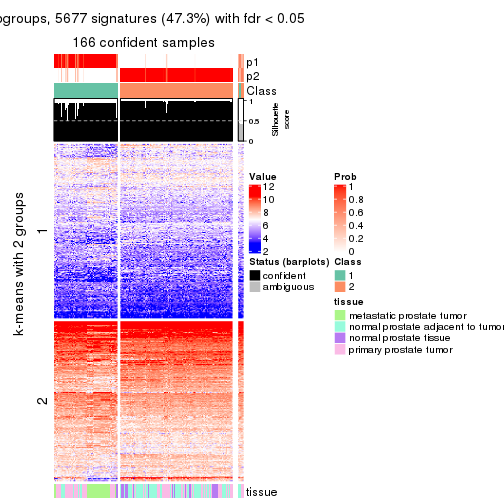 ogroups, 5677 signatures (47.3%) with fdr < 0.05
166 confident samples
p1
p2
Class
1
0.5
0
Silhouette
score
k-means with 2 groups
1
2
Value
12
10
8
6
4
2
Prob
1
0.8
0.6
0.4
0.2
0
Status (barplots)
confident
ambiguous
Class
1
2
tissue
metastatic prostate tumor
normal prostate adjacent to tumor
normal prostate tissue
primary prostate tumor
tissue